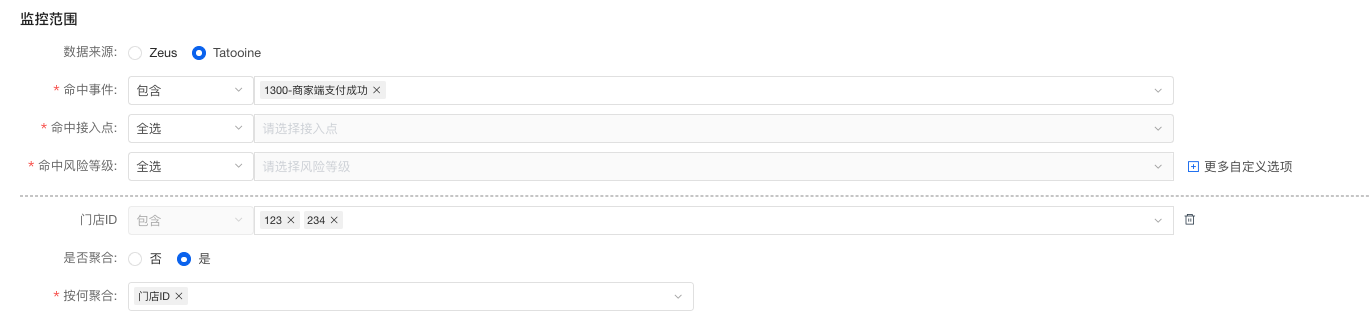 监控范围
数据来源: Zeus Tatooine
* 命中事件: 包含 1300-商家端支付成功 ×
* 命中接入点: 全选 请选择接入点
* 命中风险等级: 全选 请选择风险等级 更多自定义选项
门店ID 包含 123 × 234 ×
是否聚合: 否 是
* 按何聚合: 门店ID ×